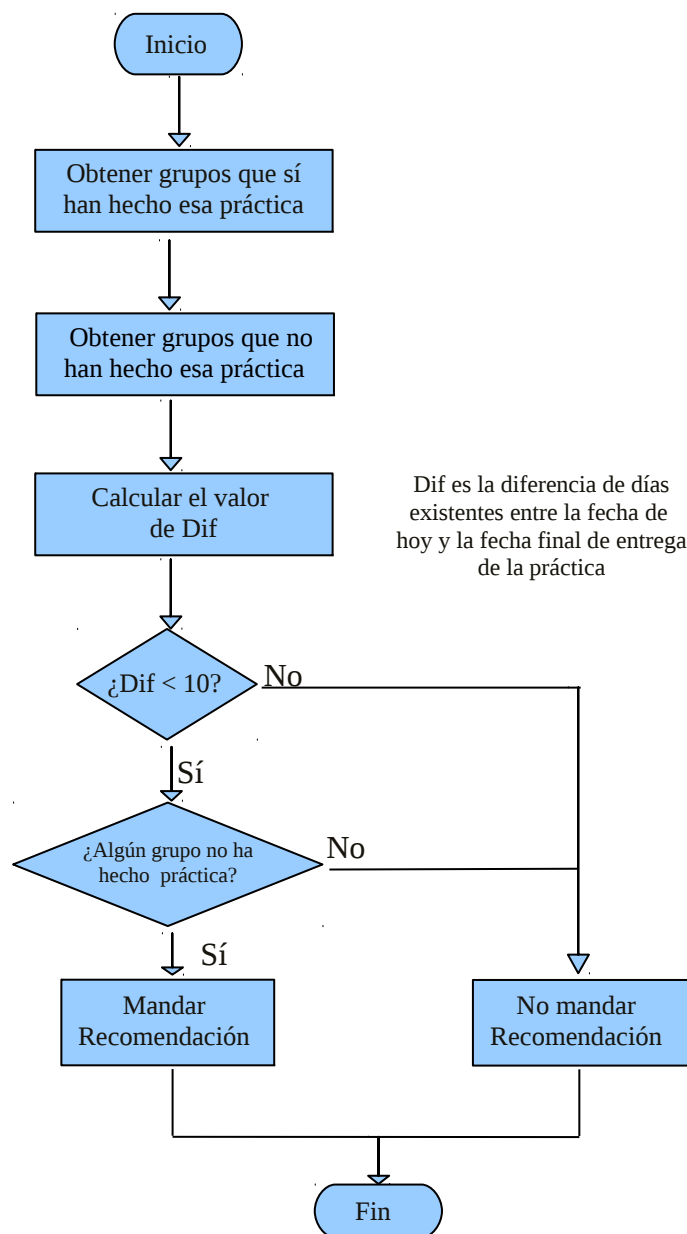 Inicio
Obtener grupos que sí
han hecho esa práctica
Obtener grupos que no
han hecho esa práctica
Calcular el valor
de Dif
Dif es la diferencia de días
existentes entre la fecha de
hoy y la fecha final de entrega
de la práctica
¿Dif < 10?
No
Sí
¿Algún grupo no ha
hecho práctica?
No
Sí
Mandar
Recomendación
No mandar
Recomendación
Fin